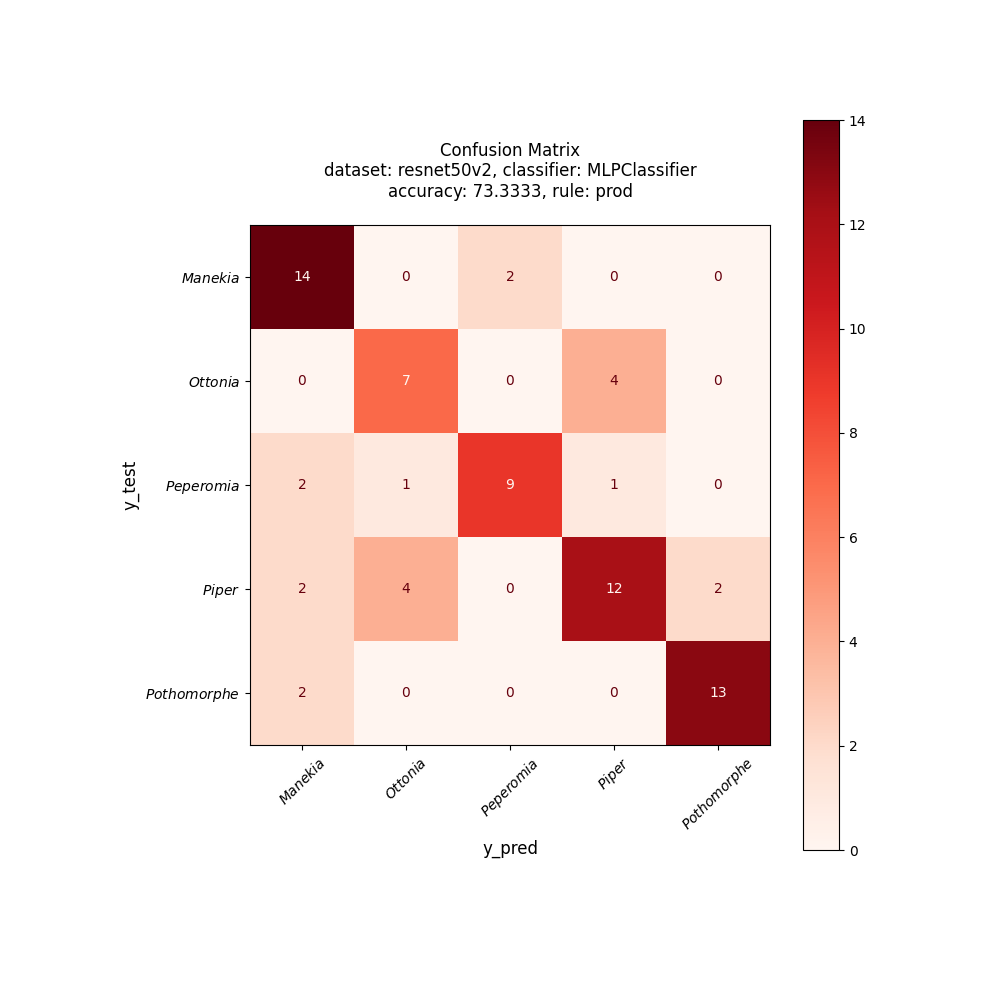 Confusion Matrix
dataset: resnet50v2, classifier: MLPClassifier
accuracy: 73.3333, rule: prod
y_test
Manekia 14 0 2 0 0
Ottonia 0 7 0 4 0
Peperomia 2 1 9 1 0
Piper 2 4 0 12 2
Pothomorphe 2 0 0 0 13
Manekia Ottonia Peperomia Piper Pothomorphe
y_pred
14
12
10
8
6
4
2
0